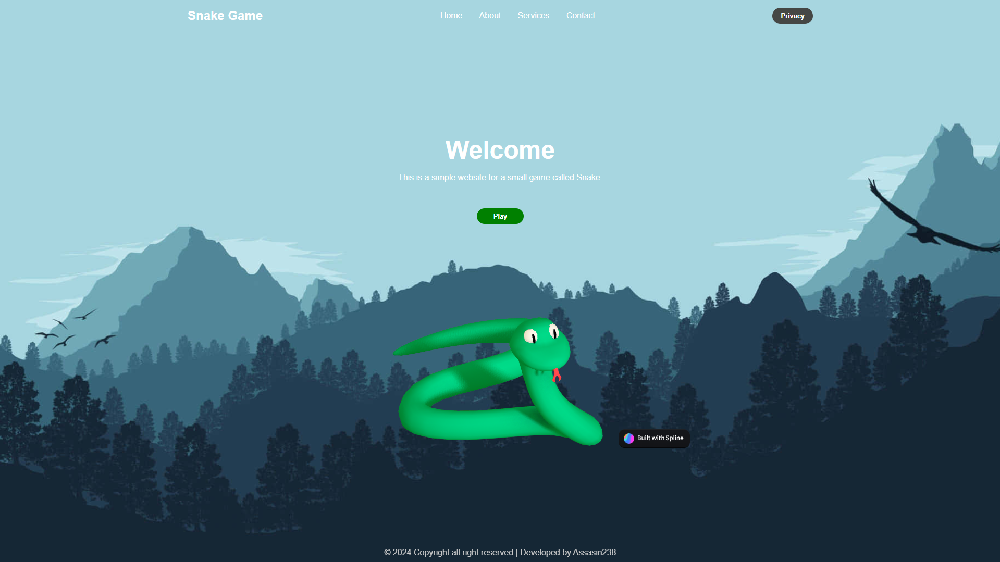 Snake Game Home About Services Contact Privacy
Welcome
This is a simple website for a small game called Snake.
Play
Built with Spline
© 2024 Copyright all right reserved | Developed by Assasin238